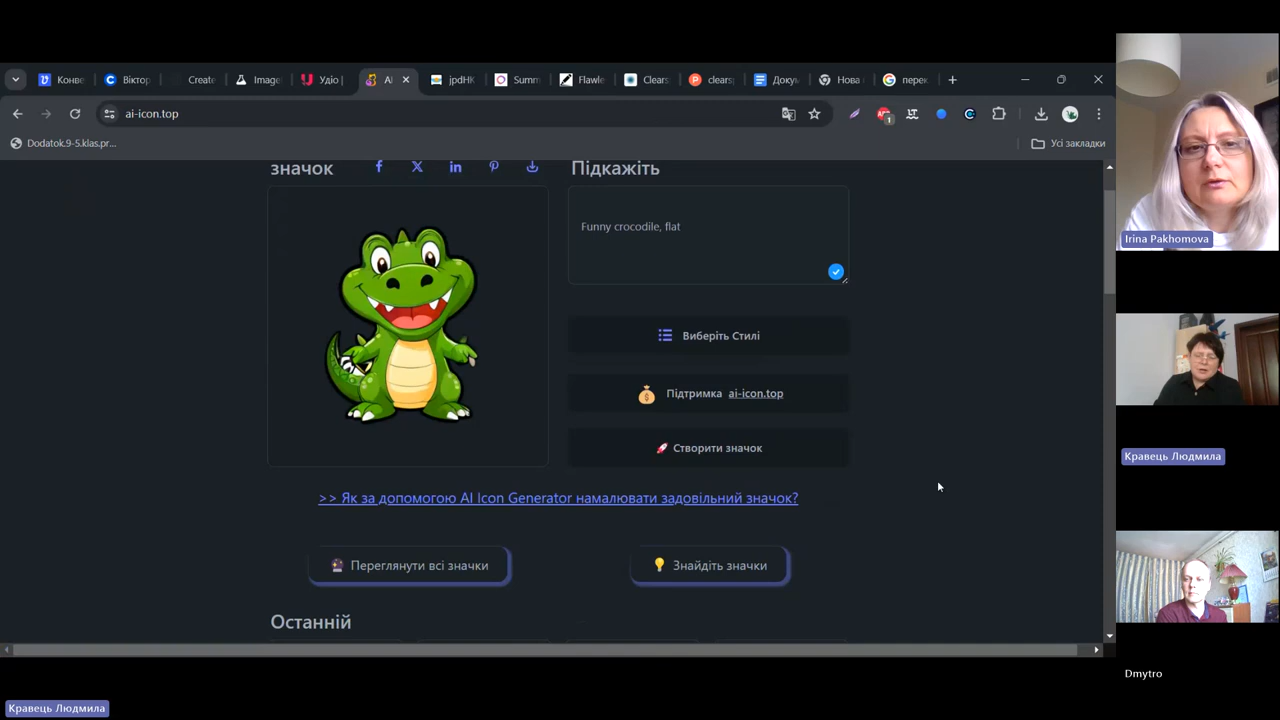 Конве
Віктор
Create
Image
Удіо |
Ai
jpdHK
Summ
Flawle
Clears
clears
Докум
Нова
перек
ai-icon.top
1
Dodatok.9-5.klas.pr...
Усі закладки
значок
Підкажіть
Funny crocodile, flat
Виберіть Стилі
Підтримка ai-icon.top
Створити значок
>> Як за допомогою AI Icon Generator намалювати задовільний значок?
Переглянути всі значки
Знайдіть значки
Останній
Irina Pakhomova
Кравець Людмила
Dmytro
Кравець Людмила